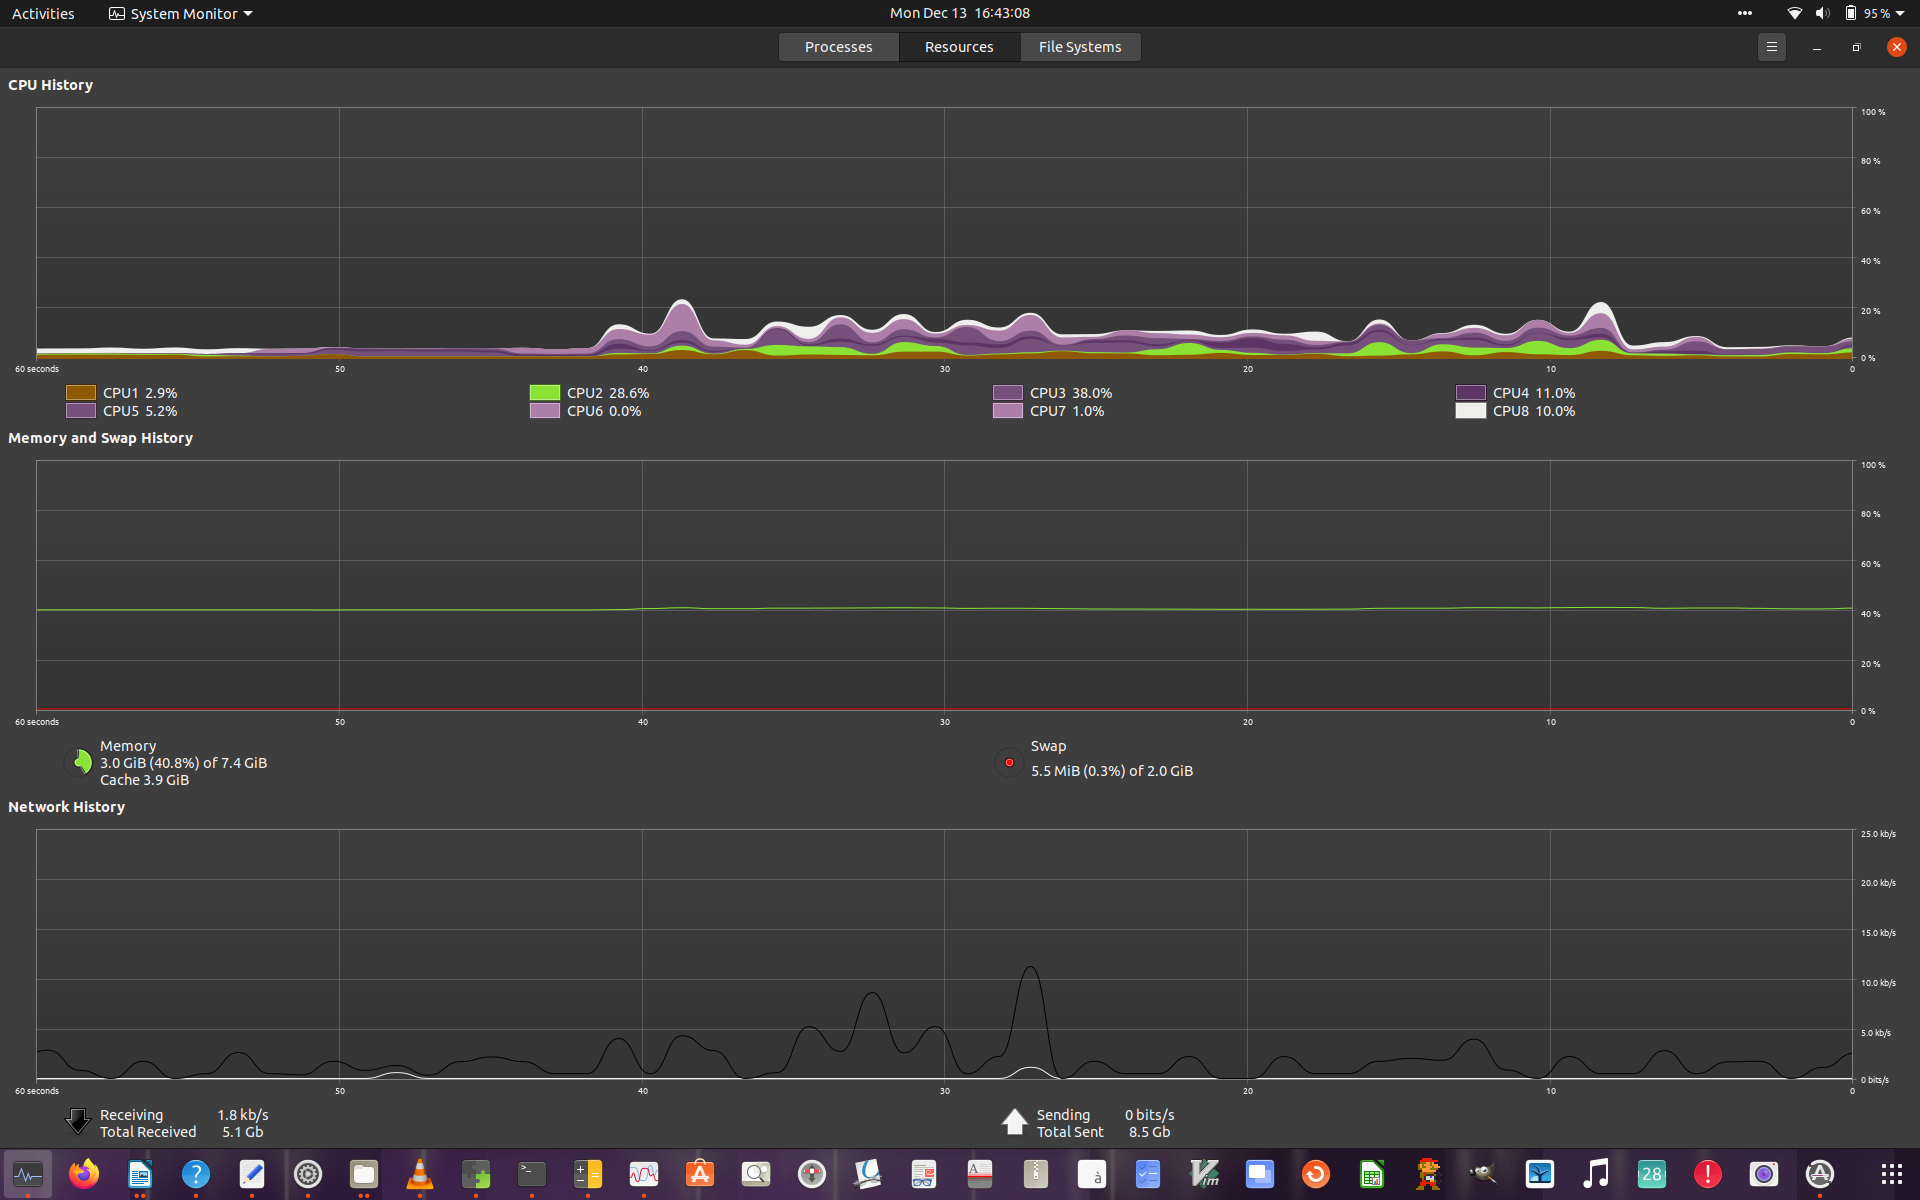 Activities System Monitor Mon Dec 13 16:43:08 95 %
Processes Resources File Systems
CPU History
100 %
80 %
60 %
40 %
20 %
0 %
60 seconds 50 40 30 20 10 0
CPU1 2.9% CPU2 28.6% CPU3 38.0% CPU4 11.0%
CPU5 5.2% CPU6 0.0% CPU7 1.0% CPU8 10.0%
Memory and Swap History
100 %
80 %
60 %
40 %
20 %
0 %
60 seconds 50 40 30 20 10 0
Memory
3.0 GiB (40.8%) of 7.4 GiB
Cache 3.9 GiB
Swap
5.5 MiB (0.3%) of 2.0 GiB
Network History
25.0 kb/s
20.0 kb/s
15.0 kb/s
10.0 kb/s
5.0 kb/s
0 bits/s
60 seconds 50 40 30 20 10 0
Receiving 1.8 kb/s
Total Received 5.1 Gb
Sending 0 bits/s
Total Sent 8.5 Gb
? >_ A A à Vim 28 ! A